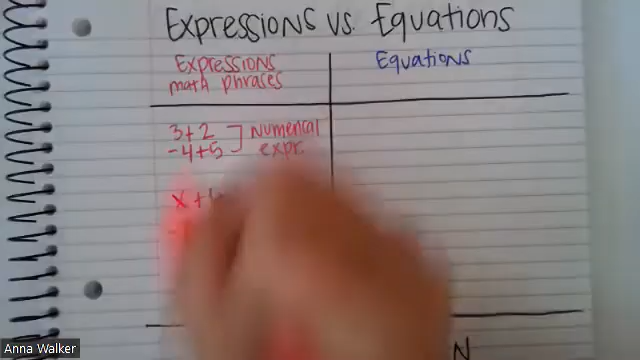 Expressions vs. Equations
Expressions
math phrases
Equations
3+2
-4+5
Numerical
expr.
x+
N
Anna Walker